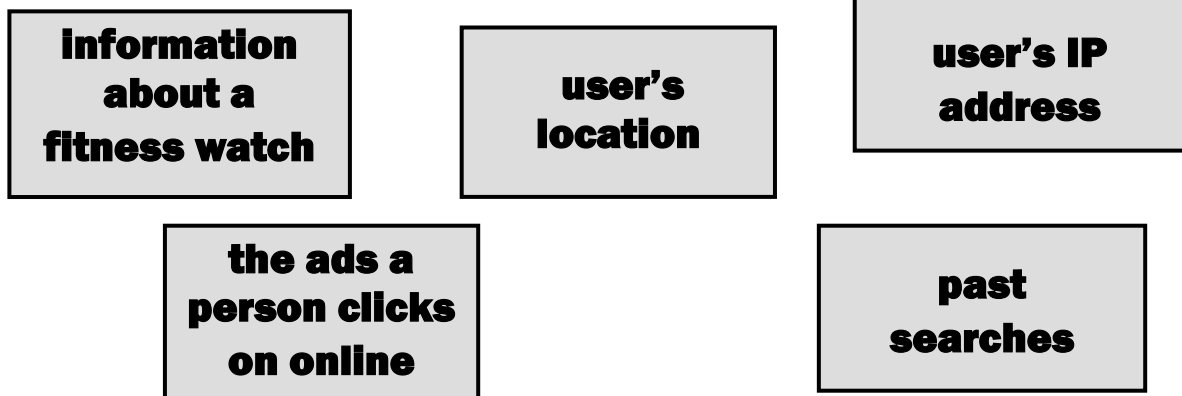 information
about a
fitness watch
user’s
location
user’s IP
address
the ads a
person clicks
on online
past
searches